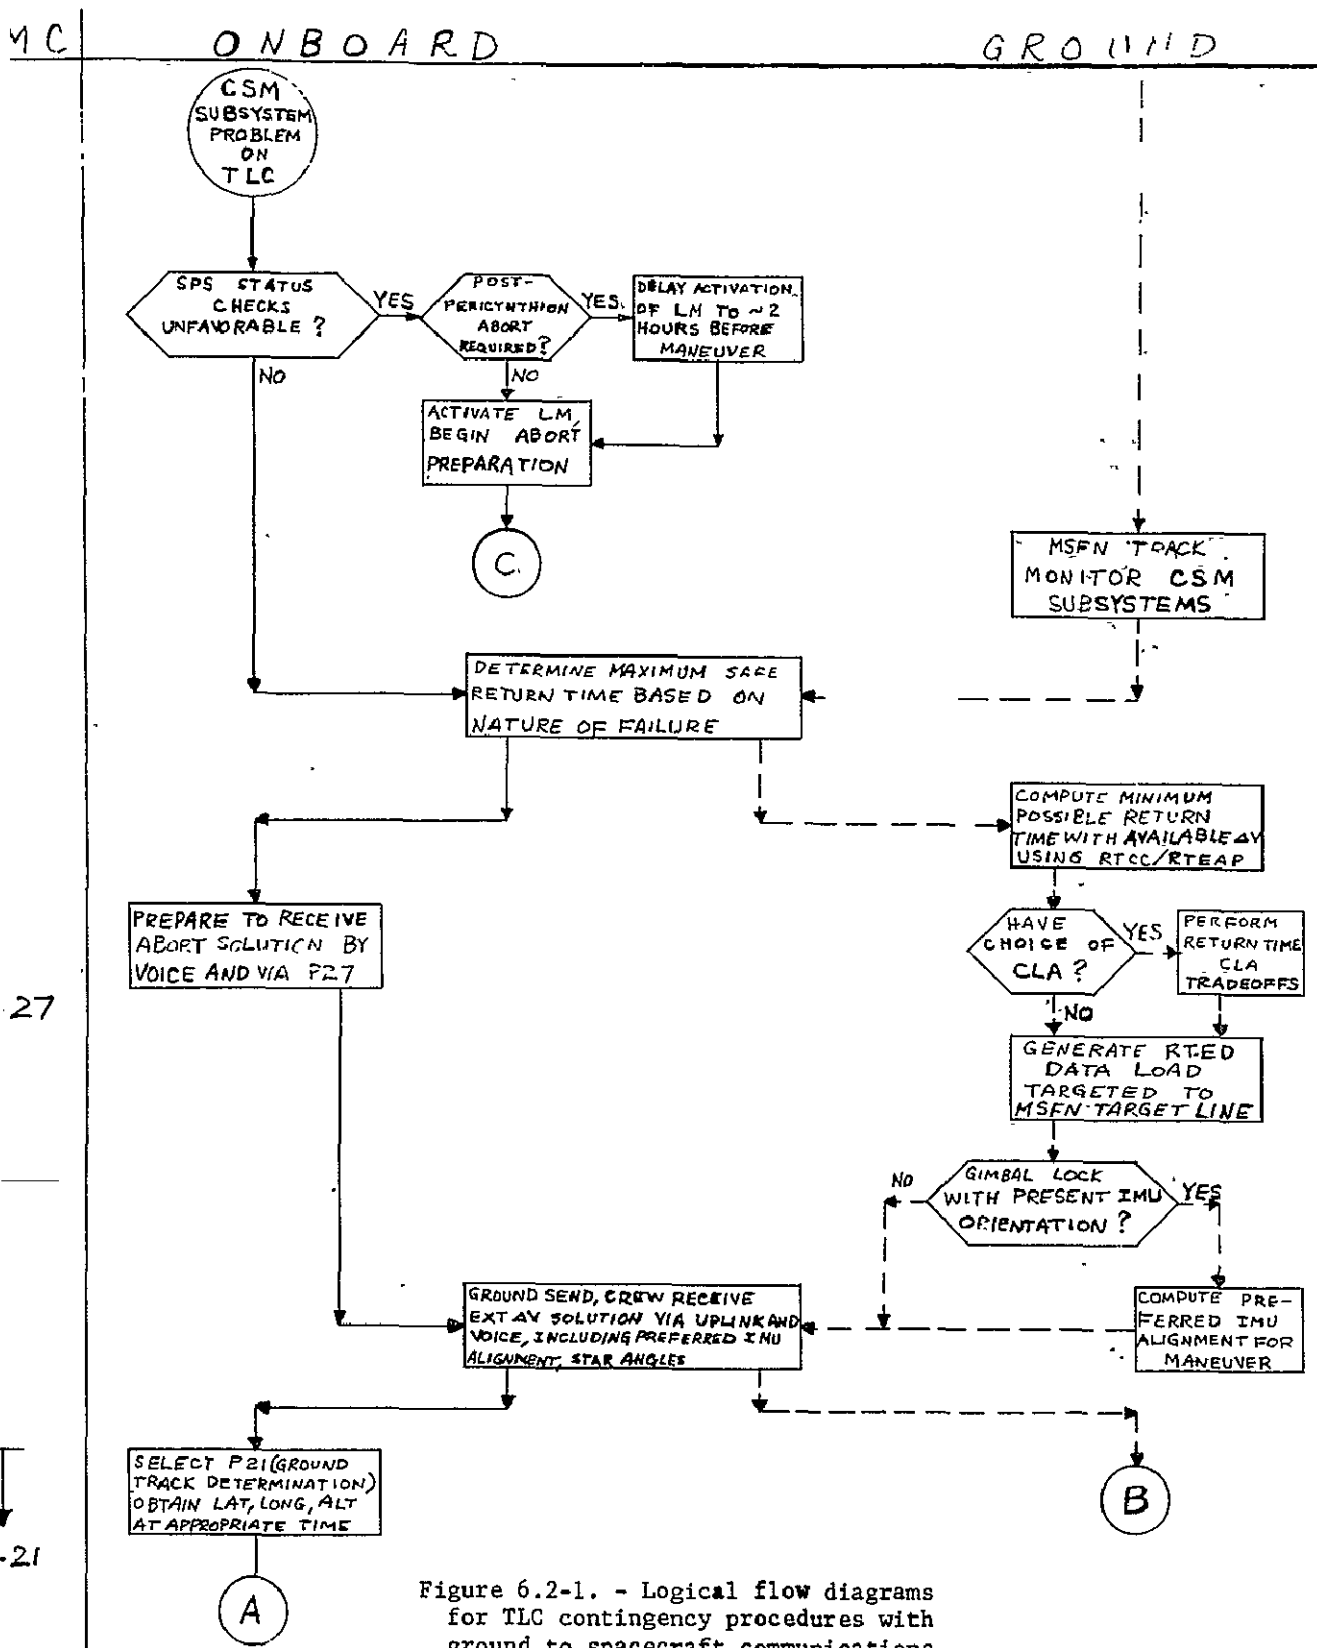 MC
ONBOARD
GROUND
CSM
SUBSYSTEM
PROBLEM
ON
TLC
SPS STATUS
CHECKS
UNFAVORABLE?
YES
POST-
PERICYNTHION
ABORT
REQUIRED?
YES
DELAY ACTIVATION
OF LM TO ~2
HOURS BEFORE
MANEUVER
NO
NO
ACTIVATE LM,
BEGIN ABORT
PREPARATION
C
MSFN TRACK
MONITOR CSM
SUBSYSTEMS
DETERMINE MAXIMUM SAFE
RETURN TIME BASED ON
NATURE OF FAILURE
COMPUTE MINIMUM
POSSIBLE RETURN
TIME WITH AVAILABLE ΔV
USING RTCC/RTEAP
PREPARE TO RECEIVE
ABORT SOLUTION BY
VOICE AND VIA P27
HAVE
CHOICE OF
CLA?
YES
PERFORM
RETURN TIME
CLA
TRADEOFFS
27
NO
GENERATE RTED
DATA LOAD
TARGETED TO
MSFN TARGET LINE
GIMBAL LOCK
WITH PRESENT IMU
ORIENTATION?
NO
YES
GROUND SEND, CREW RECEIVE
EXT ΔV SOLUTION VIA UPLINK AND
VOICE, INCLUDING PREFERRED IMU
ALIGNMENT, STAR ANGLES
COMPUTE PRE-
FERRED IMU
ALIGNMENT FOR
MANEUVER
SELECT P21(GROUND
TRACK DETERMINATION)
OBTAIN LAT, LONG, ALT
AT APPROPRIATE TIME
B
.21
A
Figure 6.2-1. - Logical flow diagrams
for TLC contingency procedures with
ground to spacecraft communications